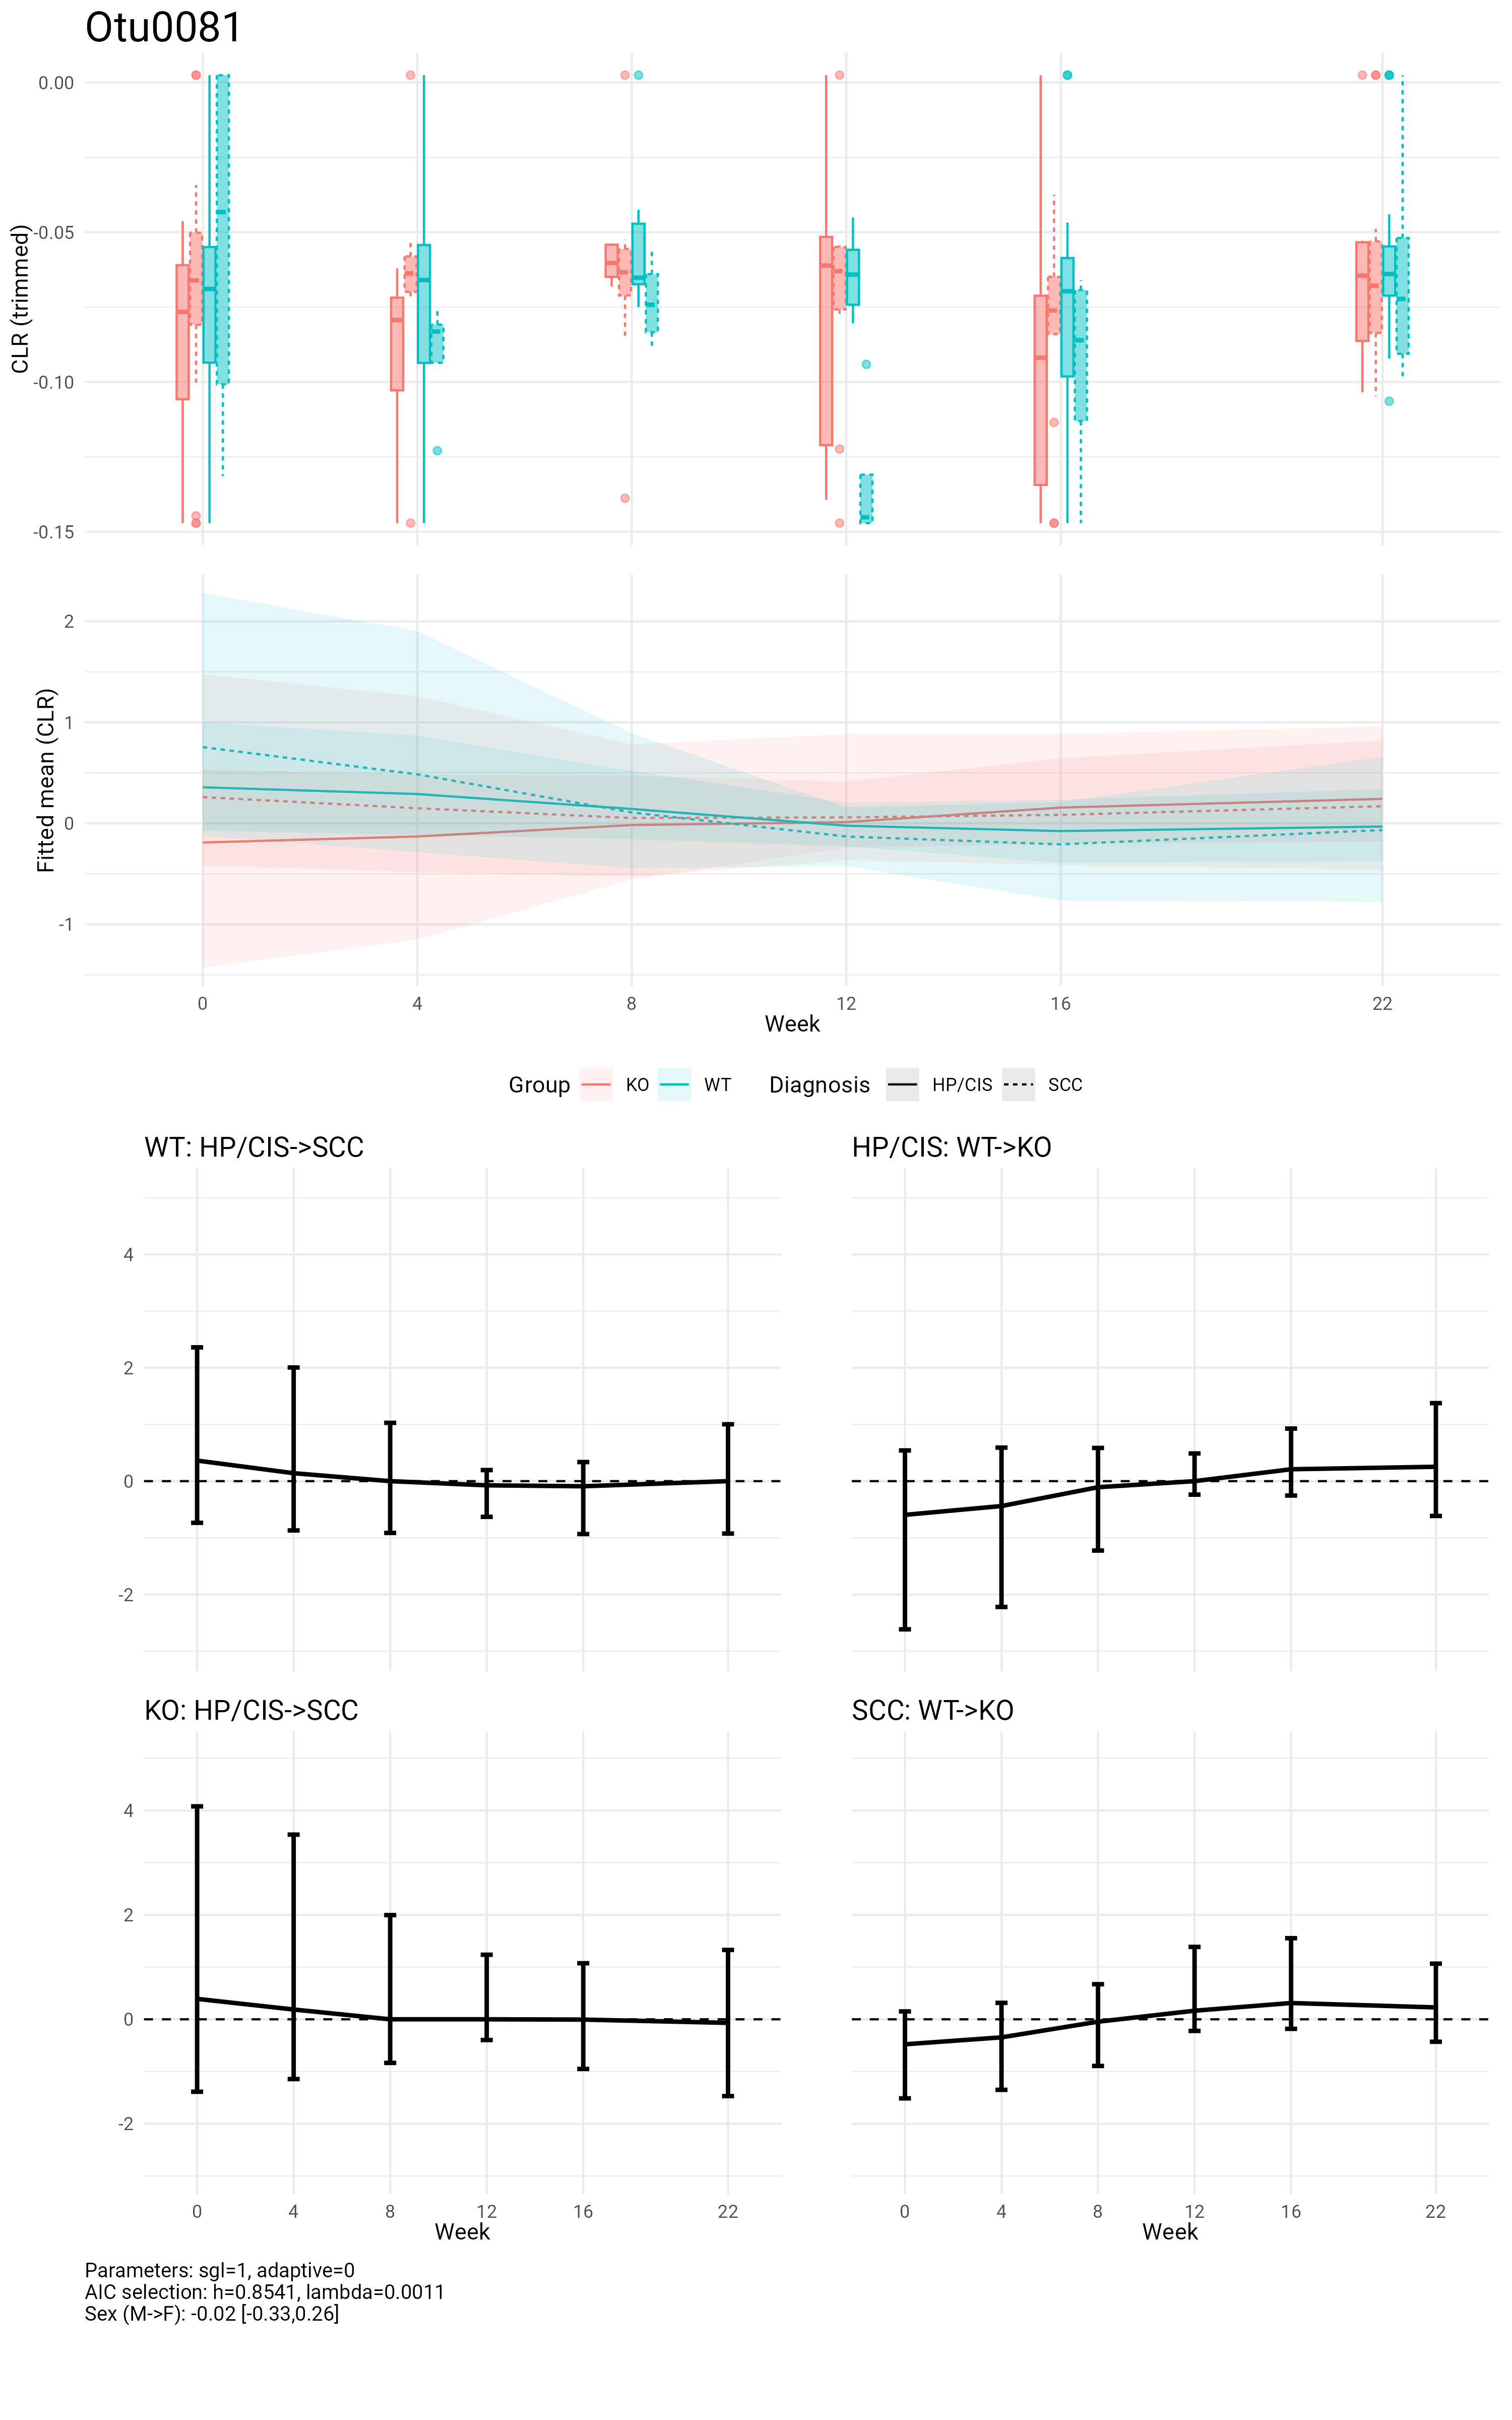 Otu0081
CLR (trimmed)
0.00
-0.05
-0.10
-0.15
Fitted mean (CLR)
2
1
0
-1
0 4 8 12 16 22
Week
Group KO WT Diagnosis HP/CIS SCC
WT: HP/CIS->SCC
4
2
0
-2
HP/CIS: WT->KO
KO: HP/CIS->SCC
4
2
0
-2
0 4 8 12 16 22
Week
SCC: WT->KO
0 4 8 12 16 22
Week
Parameters: sgl=1, adaptive=0
AIC selection: h=0.8541, lambda=0.0011
Sex (M->F): -0.02 [-0.33,0.26]